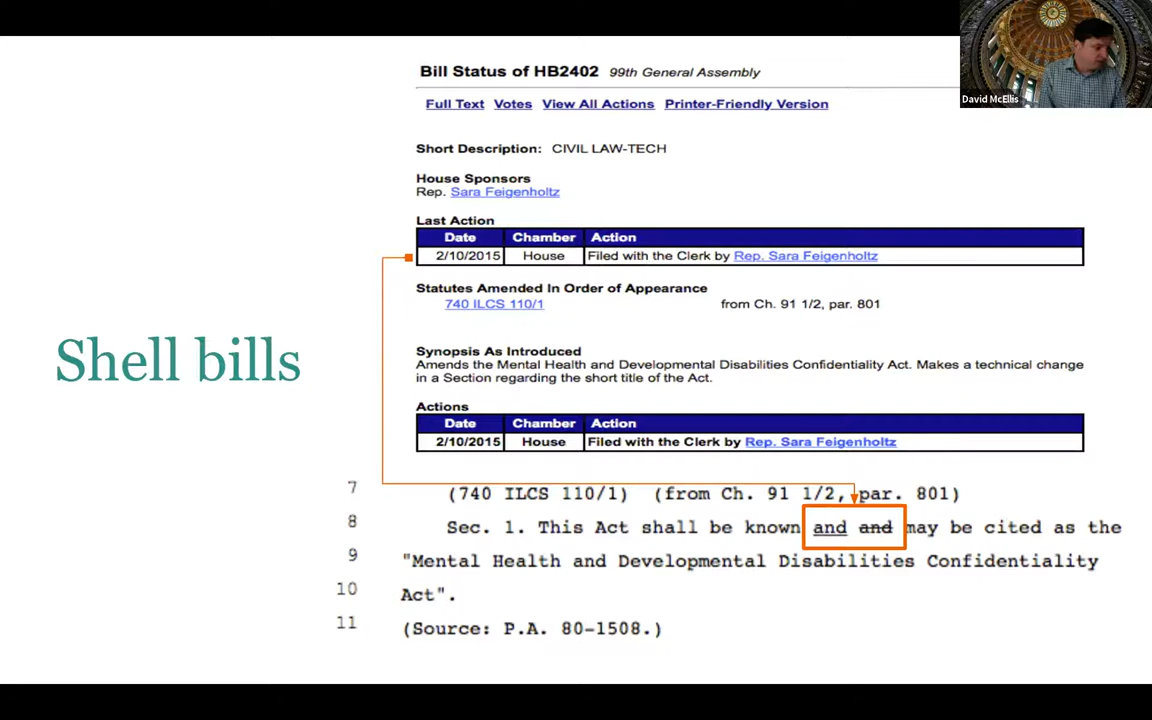 David McEllis
Bill Status of HB2402 99th General Assembly
Full Text Votes View All Actions Printer-Friendly Version
Short Description: CIVIL LAW-TECH
House Sponsors
Rep. Sara Feigenholtz
Last Action
Date Chamber Action
2/10/2015 House Filed with the Clerk by Rep. Sara Feigenholtz
Statutes Amended In Order of Appearance
740 ILCS 110/1 from Ch. 91 1/2, par. 801
Shell bills
Synopsis As Introduced
Amends the Mental Health and Developmental Disabilities Confidentiality Act. Makes a technical change
in a Section regarding the short title of the Act.
Actions
Date Chamber Action
2/10/2015 House Filed with the Clerk by Rep. Sara Feigenholtz
7 (740 ILCS 110/1) (from Ch. 91 1/2, par. 801)
8 Sec. 1. This Act shall be known and and may be cited as the
9 "Mental Health and Developmental Disabilities Confidentiality
10 Act".
11 (Source: P.A. 80-1508.)